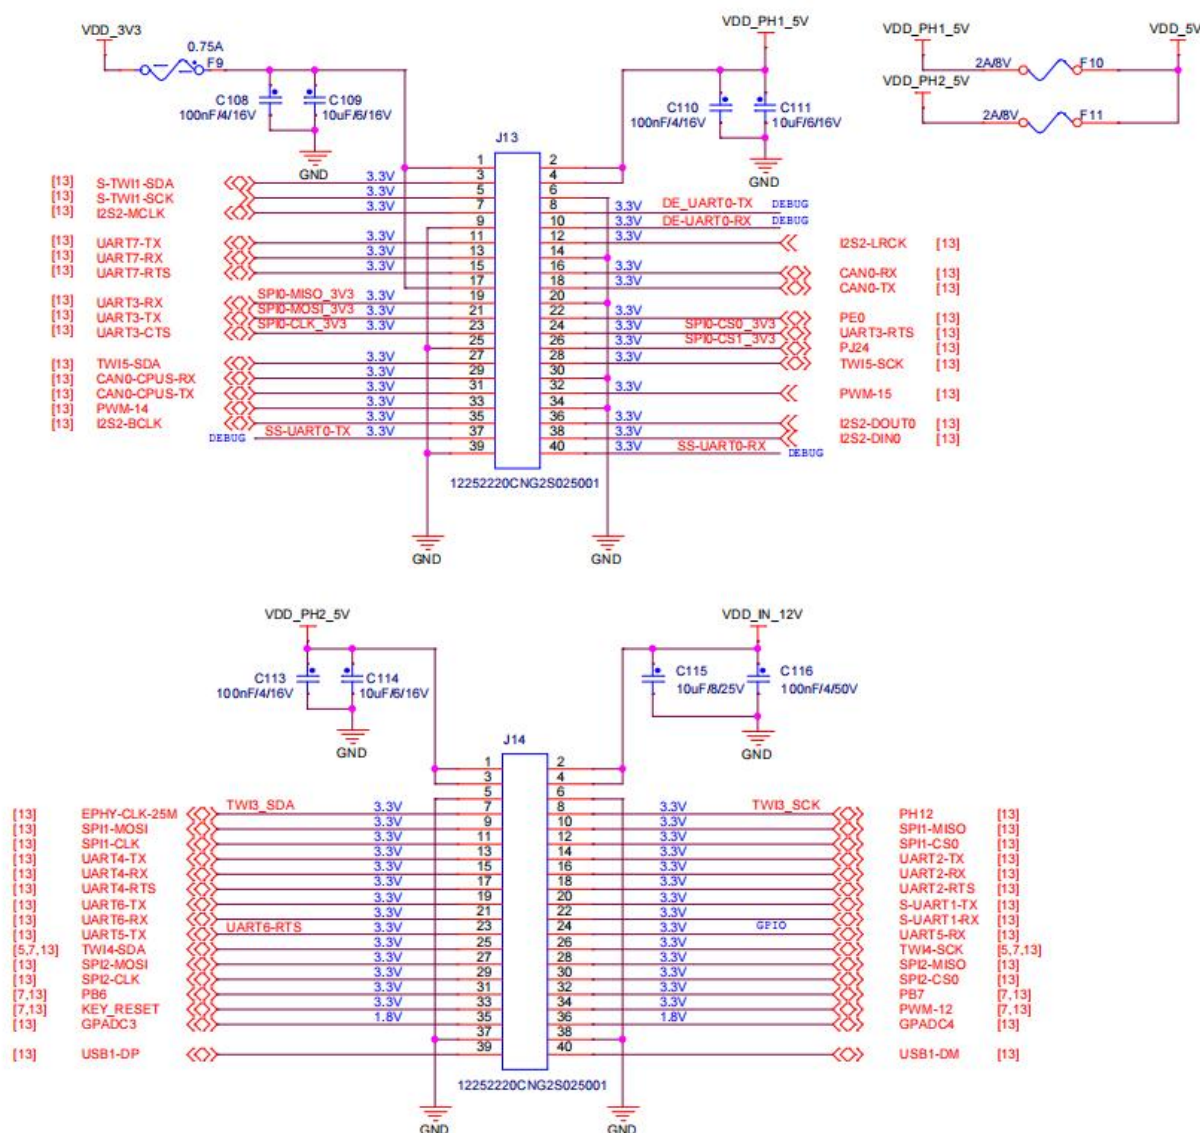 VDD_3V3
0.75A
F9
C108
100nF/4/16V
C109
10uF/6/16V
GND
VDD_PH1_5V
C110
100nF/4/16V
C111
10uF/6/16V
GND
VDD_PH1_5V
VDD_5V
2A/8V F10
VDD_PH2_5V
2A/8V F11
J13
1 2
[13] S-TWI1-SDA 3.3V 3 4
[13] S-TWI1-SCK 3.3V 5 6
[13] I2S2-MCLK 3.3V 7 8 3.3V DE_UART0-TX DEBUG
9 10 3.3V DE-UART0-RX DEBUG
[13] UART7-TX 3.3V 11 12 3.3V I2S2-LRCK [13]
[13] UART7-RX 3.3V 13 14
[13] UART7-RTS 3.3V 15 16 3.3V CAN0-RX [13]
17 18 3.3V CAN0-TX [13]
[13] UART3-RX SPI0-MISO_3V3 3.3V 19 20
[13] UART3-TX SPI0-MOSI_3V3 3.3V 21 22 3.3V PE0 [13]
[13] UART3-CTS SPI0-CLK_3V3 3.3V 23 24 3.3V SPI0-CS0_3V3 UART3-RTS [13]
25 26 3.3V SPI0-CS1_3V3 PJ24 [13]
[13] TWI5-SDA 3.3V 27 28 3.3V TWI5-SCK [13]
[13] CAN0-CPUS-RX 3.3V 29 30
[13] CAN0-CPUS-TX 3.3V 31 32 3.3V PWM-15 [13]
[13] PWM-14 3.3V 33 34
[13] I2S2-BCLK 3.3V 35 36 3.3V I2S2-DOUT0 [13]
DEBUG SS-UART0-TX 3.3V 37 38 3.3V I2S2-DIN0 [13]
39 40 3.3V SS-UART0-RX DEBUG
12252220CNG2S025001
GND
GND
VDD_PH2_5V
C113
100nF/4/16V
C114
10uF/6/16V
GND
VDD_IN_12V
C115
10uF/8/25V
C116
100nF/4/50V
GND
J14
1 2
3 4
5 6
[13] EPHY-CLK-25M TWI3_SDA 3.3V 7 8 3.3V TWI3_SCK PH12 [13]
[13] SPI1-MOSI 3.3V 9 10 3.3V SPI1-MISO [13]
[13] SPI1-CLK 3.3V 11 12 3.3V SPI1-CS0 [13]
[13] UART4-TX 3.3V 13 14 3.3V UART2-TX [13]
[13] UART4-RX 3.3V 15 16 3.3V UART2-RX [13]
[13] UART4-RTS 3.3V 17 18 3.3V UART2-RTS [13]
[13] UART6-TX 3.3V 19 20 3.3V S-UART1-TX [13]
[13] UART6-RX 3.3V 21 22 3.3V S-UART1-RX [13]
[13] UART5-TX UART6-RTS 3.3V 23 24 3.3V GPIO UART5-RX [13]
[5,7,13] TWI4-SDA 3.3V 25 26 3.3V TWI4-SCK [5,7,13]
[13] SPI2-MOSI 3.3V 27 28 3.3V SPI2-MISO [13]
[13] SPI2-CLK 3.3V 29 30 3.3V SPI2-CS0 [13]
[7,13] PB6 3.3V 31 32 3.3V PB7 [7,13]
[7,13] KEY_RESET 3.3V 33 34 3.3V PWM-12 [7,13]
[13] GPADC3 1.8V 35 36 1.8V GPADC4 [13]
37 38
[13] USB1-DP 39 40 USB1-DM [13]
12252220CNG2S025001
GND
GND